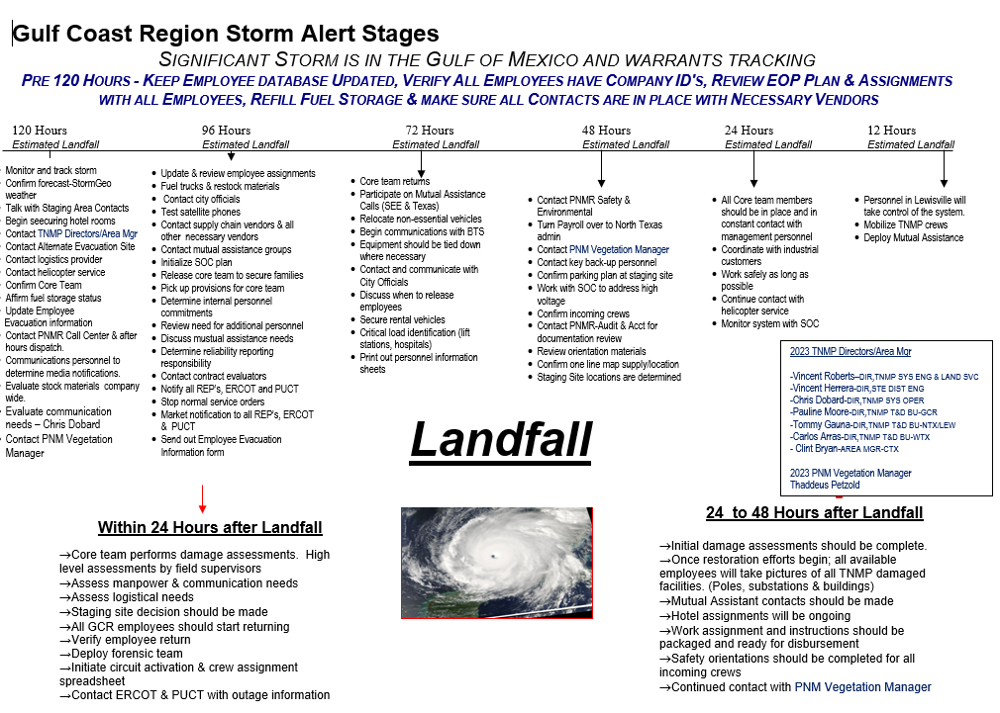 Gulf Coast Region Storm Alert Stages
SIGNIFICANT STORM IS IN THE GULF OF MEXICO AND WARRANTS TRACKING
PRE 120 HOURS - KEEP EMPLOYEE DATABASE UPDATED, VERIFY ALL EMPLOYEES HAVE COMPANY ID'S, REVIEW EOP PLAN & ASSIGNMENTS
WITH ALL EMPLOYEES, REFILL FUEL STORAGE & MAKE SURE ALL CONTACTS ARE IN PLACE WITH NECESSARY VENDORS
120 Hours
Estimated Landfall
Monitor and track storm
Confirm forecast-StormGeo
weather
Talk with Staging Area Contacts
Begin seecuring hotel rooms
Contact TNMP Directors/Area Mgr
Contact Alternate Evacuation Site
Contact logistics provider
Contact helicopter service
Confirm Core Team
Affirm fuel storage status
Update Employee
Evacuation information
Contact PNMR Call Center & after
hours dispatch.
Communications personnel to
determine media notifications.
Evaluate stock materials company
wide.
Evaluate communication
needs – Chris Dobard
Contact PNM Vegetation
Manager
96 Hours
Estimated Landfall
• Update & review employee assignments
• Fuel trucks & restock materials
• Contact city officials
• Test satellite phones
• Contact supply chain vendors & all
other necessary vendors
• Contact mutual assistance groups
• Initialize SOC plan
• Release core team to secure families
• Pick up provisions for core team
• Determine internal personnel
commitments
• Review need for additional personnel
• Discuss mustual assistance needs
• Determine reliability reporting
responsibility
• Contact contract evaluators
• Notify all REP's, ERCOT and PUCT
• Stop normal service orders
• Market notification to all REP's, ERCOT
& PUCT
• Send out Employee Evacuation
Information form
72 Hours
Estimated Landfall
• Core team returns
• Participate on Mutual Assistance
Calls (SEE & Texas)
• Relocate non-essential vehicles
• Begin communications with BTS
• Equipment should be tied down
where necessary
• Contact and communicate with
City Officials
• Discuss when to release
employees
• Secure rental vehicles
• Critical load identification (lift
stations, hospitals)
• Print out personnel information
sheets
48 Hours
Estimated Landfall
• Contact PNMR Safety &
Environmental
• Turn Payroll over to North Texas
admin
• Contact PNM Vegetation Manager
• Contact key back-up personnel
• Confirm parking plan at staging site
• Work with SOC to address high
voltage
• Confirm incoming crews
• Contact PNMR-Audit & Acct for
documentation review
• Review orientation materials
• Confirm one line map supply/location
• Staging Site locations are determined
24 Hours
Estimated Landfall
• All Core team members
should be in place and in
constant contact with
management personnel
• Coordinate with industrial
customers
• Work safely as long as
possible
• Continue contact with
helicopter service
• Monitor system with SOC
12 Hours
Estimated Landfall
• Personnel in Lewisville will
take control of the system.
• Mobilize TNMP crews
• Deploy Mutual Assistance
2023 TNMP Directors/Area Mgr
-Vincent Roberts–DIR,TNMP SYS ENG & LAND SVC
-Vincent Herrera-DIR,STE DIST ENG
-Chris Dobard-DIR,TNMP SYS OPER
-Pauline Moore-DIR,TNMP T&D BU-GCR
-Tommy Gauna-DIR,TNMP T&D BU-NTX/LEW
-Carlos Arras-DIR,TNMP T&D BU-WTX
- Clint Bryan-AREA MGR-CTX
2023 PNM Vegetation Manager
Thaddeus Petzold
Landfall
Within 24 Hours after Landfall
→Core team performs damage assessments. High
level assessments by field supervisors
→Assess manpower & communication needs
→Assess logistical needs
→Staging site decision should be made
→All GCR employees should start returning
→Verify employee return
→Deploy forensic team
→Initiate circuit activation & crew assignment
spreadsheet
→Contact ERCOT & PUCT with outage information
24 to 48 Hours after Landfall
→Initial damage assessments should be complete.
→Once restoration efforts begin; all available
employees will take pictures of all TNMP damaged
facilities. (Poles, substations & buildings)
→Mutual Assistant contacts should be made
→Hotel assignments will be ongoing
→Work assignment and instructions should be
packaged and ready for disbursement
→Safety orientations should be completed for all
incoming crews
→Continued contact with PNM Vegetation Manager